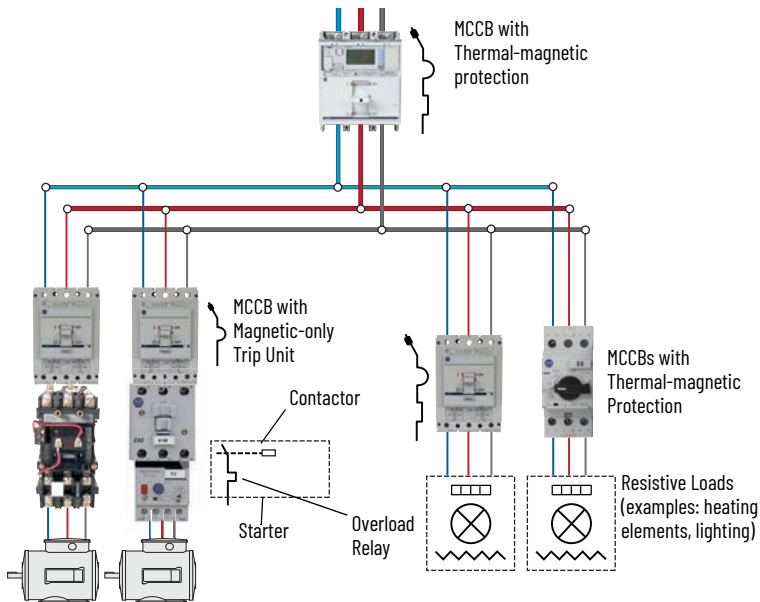 MCCB with
Thermal-magnetic
protection
MCCB with
Magnetic-only
Trip Unit
MCCBs with
Thermal-magnetic
Protection
Contactor
Starter
Overload
Relay
Resistive Loads
(examples: heating
elements, lighting)